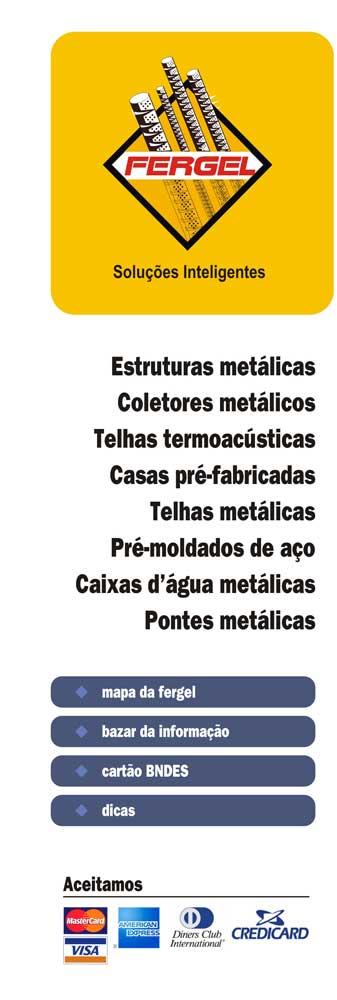 FERGEL
Soluções Inteligentes
Estruturas metálicas
Coletores metálicos
Telhas termoacústicas
Casas pré-fabricadas
Telhas metálicas
Pré-moldados de aço
Caixas d’água metálicas
Pontes metálicas
mapa da fergel
bazar da informação
cartão BNDES
dicas
Aceitamos
MasterCard
AMERICAN
EXPRESS
Diners Club
International
CREDICARD
VISA